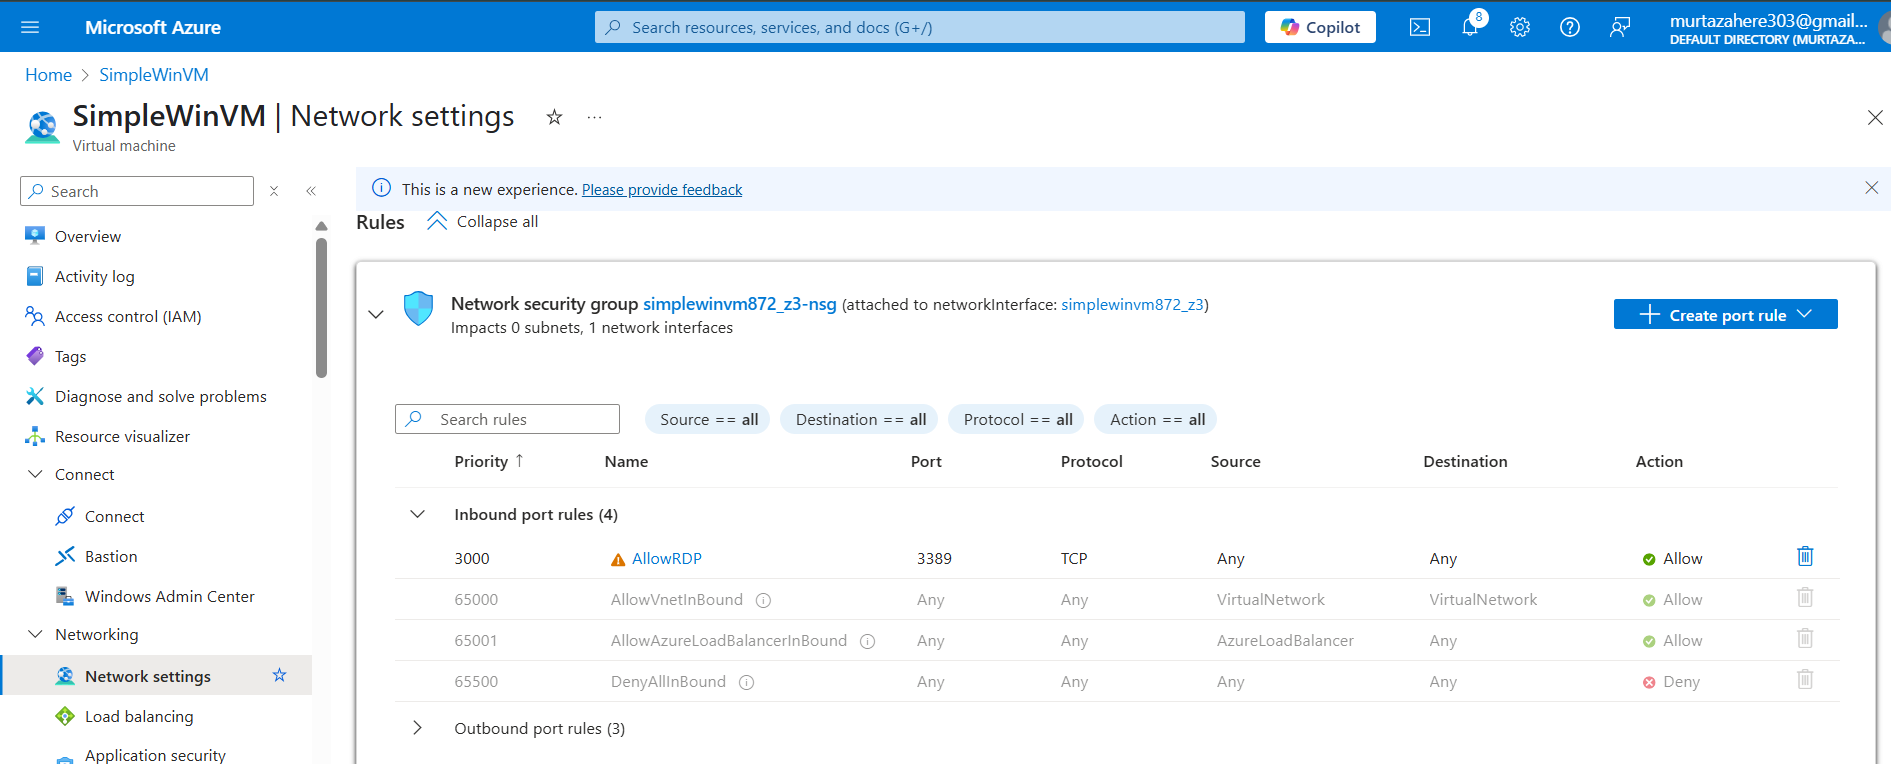 Microsoft Azure
Search resources, services, and docs (G+/)
Copilot
8
murtazahere303@gmail...
DEFAULT DIRECTORY (MURTAZA...
Home > SimpleWinVM
SimpleWinVM | Network settings
Virtual machine
Search
Overview
Activity log
Access control (IAM)
Tags
Diagnose and solve problems
Resource visualizer
Connect
Connect
Bastion
Windows Admin Center
Networking
Network settings
Load balancing
Application security
This is a new experience. Please provide feedback
Rules Collapse all
Network security group simplewinvm872_z3-nsg (attached to networkInterface: simplewinvm872_z3)
Impacts 0 subnets, 1 network interfaces
Create port rule
Search rules
Source == all Destination == all Protocol == all Action == all
Priority ↑ Name Port Protocol Source Destination Action
Inbound port rules (4)
3000 AllowRDP 3389 TCP Any Any Allow
65000 AllowVnetInBound Any Any VirtualNetwork VirtualNetwork Allow
65001 AllowAzureLoadBalancerInBound Any Any AzureLoadBalancer Any Allow
65500 DenyAllInBound Any Any Any Any Deny
Outbound port rules (3)